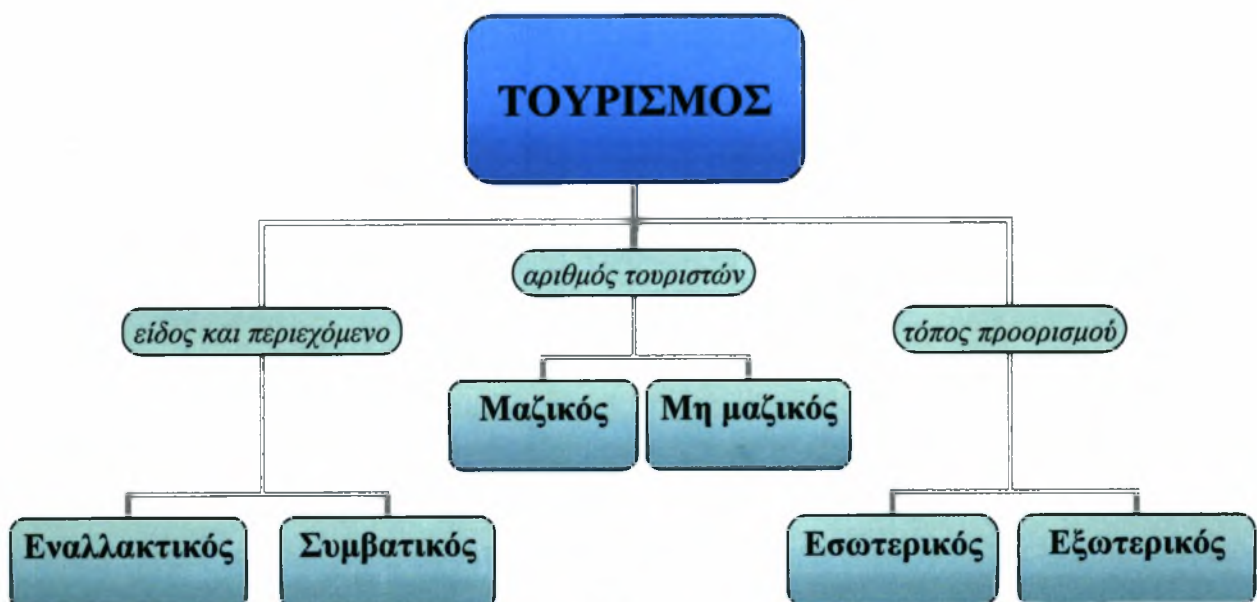 ΤΟΥΡΙΣΜΟΣ
αριθμός τουριστών
είδος και περιεχόμενο
τόπος προορισμού
Μαζικός
Μη μαζικός
Εναλλακτικός
Συμβατικός
Εσωτερικός
Εξωτερικός